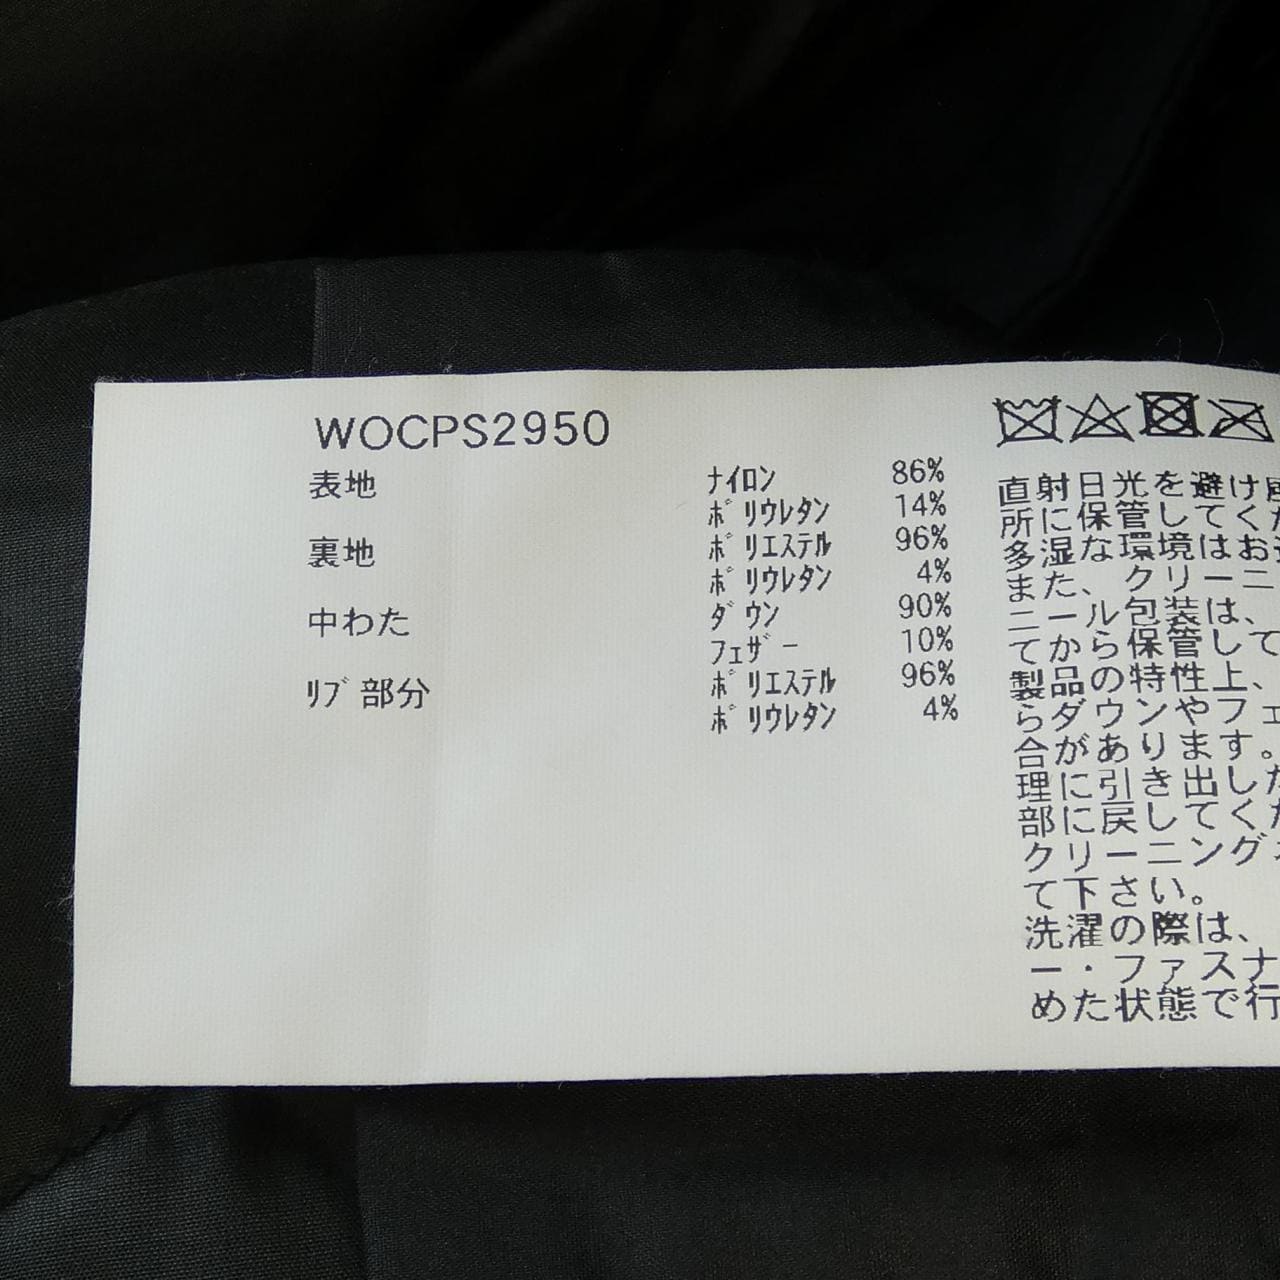 WOCPS2950
表地 ﾅｲﾛﾝ 86%
ﾎﾟﾘｳﾚﾀﾝ 14%
裏地 ﾎﾟﾘｴｽﾃﾙ 96%
ﾎﾟﾘｳﾚﾀﾝ 4%
中わた ﾀﾞｳﾝ 90%
ﾌｪｻﾞｰ 10%
ﾘﾌﾞ部分 ﾎﾟﾘｴｽﾃﾙ 96%
ﾎﾟﾘｳﾚﾀﾝ 4%
直射日光を避け
所に保管してく
多湿な環境はお
また、クリーニ
ニール包装は、
てから保管して
製品の特性上、
らダウンやフェ
合があります。
理に引き出し
部に戻してく
クリーニング
て下さい。
洗濯の際は、
ー・ファスナ
めた状態で行